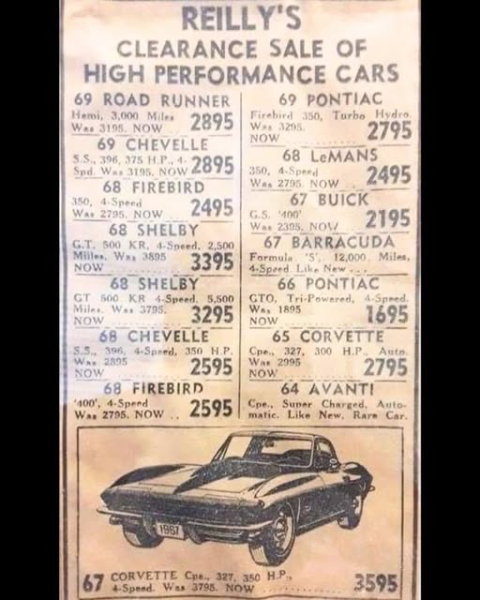 REILLY'S
CLEARANCE SALE OF
HIGH PERFORMANCE CARS
69 ROAD RUNNER
Hemi, 3,000 Miles
Was 3195. NOW ... 2895
69 CHEVELLE
S.S., 396, 375 H.P., 4-
Spd. Was 3195. NOW 2895
68 FIREBIRD
350, 4-Speed
Was 2795. NOW .. 2495
68 SHELBY
G.T. 500 KR, 4-Speed, 2,500
Miles. Was 3895
NOW ........ 3395
68 SHELBY
GT 500 KR 4-Speed, 5,500
Miles. Was 3795.
NOW ........ 3295
68 CHEVELLE
S.S., 396, 4-Speed, 350 H.P.
Was 2895
NOW ........ 2595
68 FIREBIRD
'400', 4-Speed
Was 2795. NOW .. 2595
69 PONTIAC
Firebird 350, Turbo Hydro
Was 3295.
NOW ........ 2795
68 LeMANS
350, 4-Speed
Was 2795. NOW .. 2495
67 BUICK
G.S. '400'
Was 2395. NOW 2195
67 BARRACUDA
Formula 'S', 12,000 Miles,
4-Speed Like New ...
66 PONTIAC
GTO, Tri-Powered, 4-Speed.
Was 1895
NOW ........ 1695
65 CORVETTE
Cpe., 327, 300 H.P., Auto.
Was 2995
NOW ........ 2795
64 AVANTI
Cpe., Super Charged, Auto-
matic. Like New, Rare Car.
1967
67 CORVETTE Cpe., 327, 350 H.P.,
4-Speed. Was 3795. NOW ........ 3595